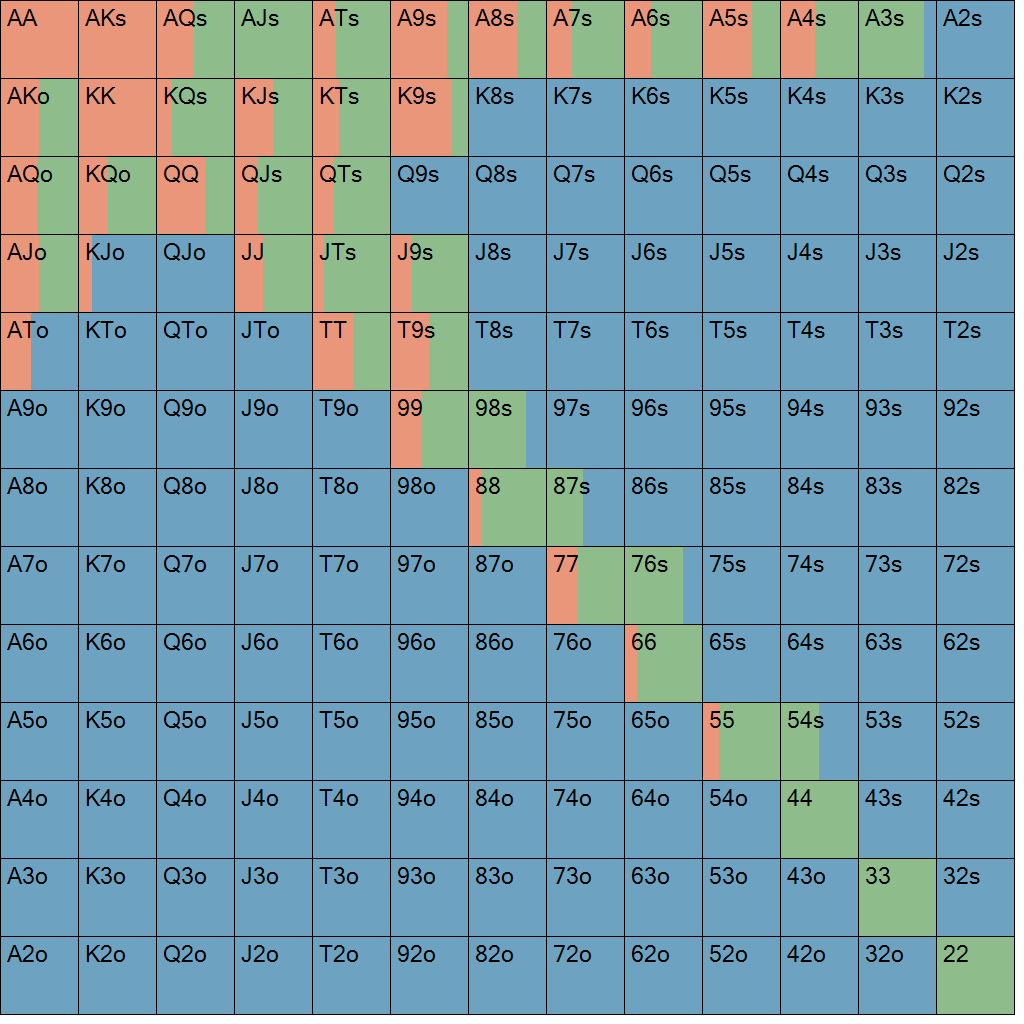 AA AKs AQs AJs ATs A9s A8s A7s A6s A5s A4s A3s A2s
AKo KK KQs KJs KTs K9s K8s K7s K6s K5s K4s K3s K2s
AQo KQo QQ QJs QTs Q9s Q8s Q7s Q6s Q5s Q4s Q3s Q2s
AJo KJo QJo JJ JTs J9s J8s J7s J6s J5s J4s J3s J2s
ATo KTo QTo JTo TT T9s T8s T7s T6s T5s T4s T3s T2s
A9o K9o Q9o J9o T9o 99 98s 97s 96s 95s 94s 93s 92s
A8o K8o Q8o J8o T8o 98o 88 87s 86s 85s 84s 83s 82s
A7o K7o Q7o J7o T7o 97o 87o 77 76s 75s 74s 73s 72s
A6o K6o Q6o J6o T6o 96o 86o 76o 66 65s 64s 63s 62s
A5o K5o Q5o J5o T5o 95o 85o 75o 65o 55 54s 53s 52s
A4o K4o Q4o J4o T4o 94o 84o 74o 64o 54o 44 43s 42s
A3o K3o Q3o J3o T3o 93o 83o 73o 63o 53o 43o 33 32s
A2o K2o Q2o J2o T2o 92o 82o 72o 62o 52o 42o 32o 22